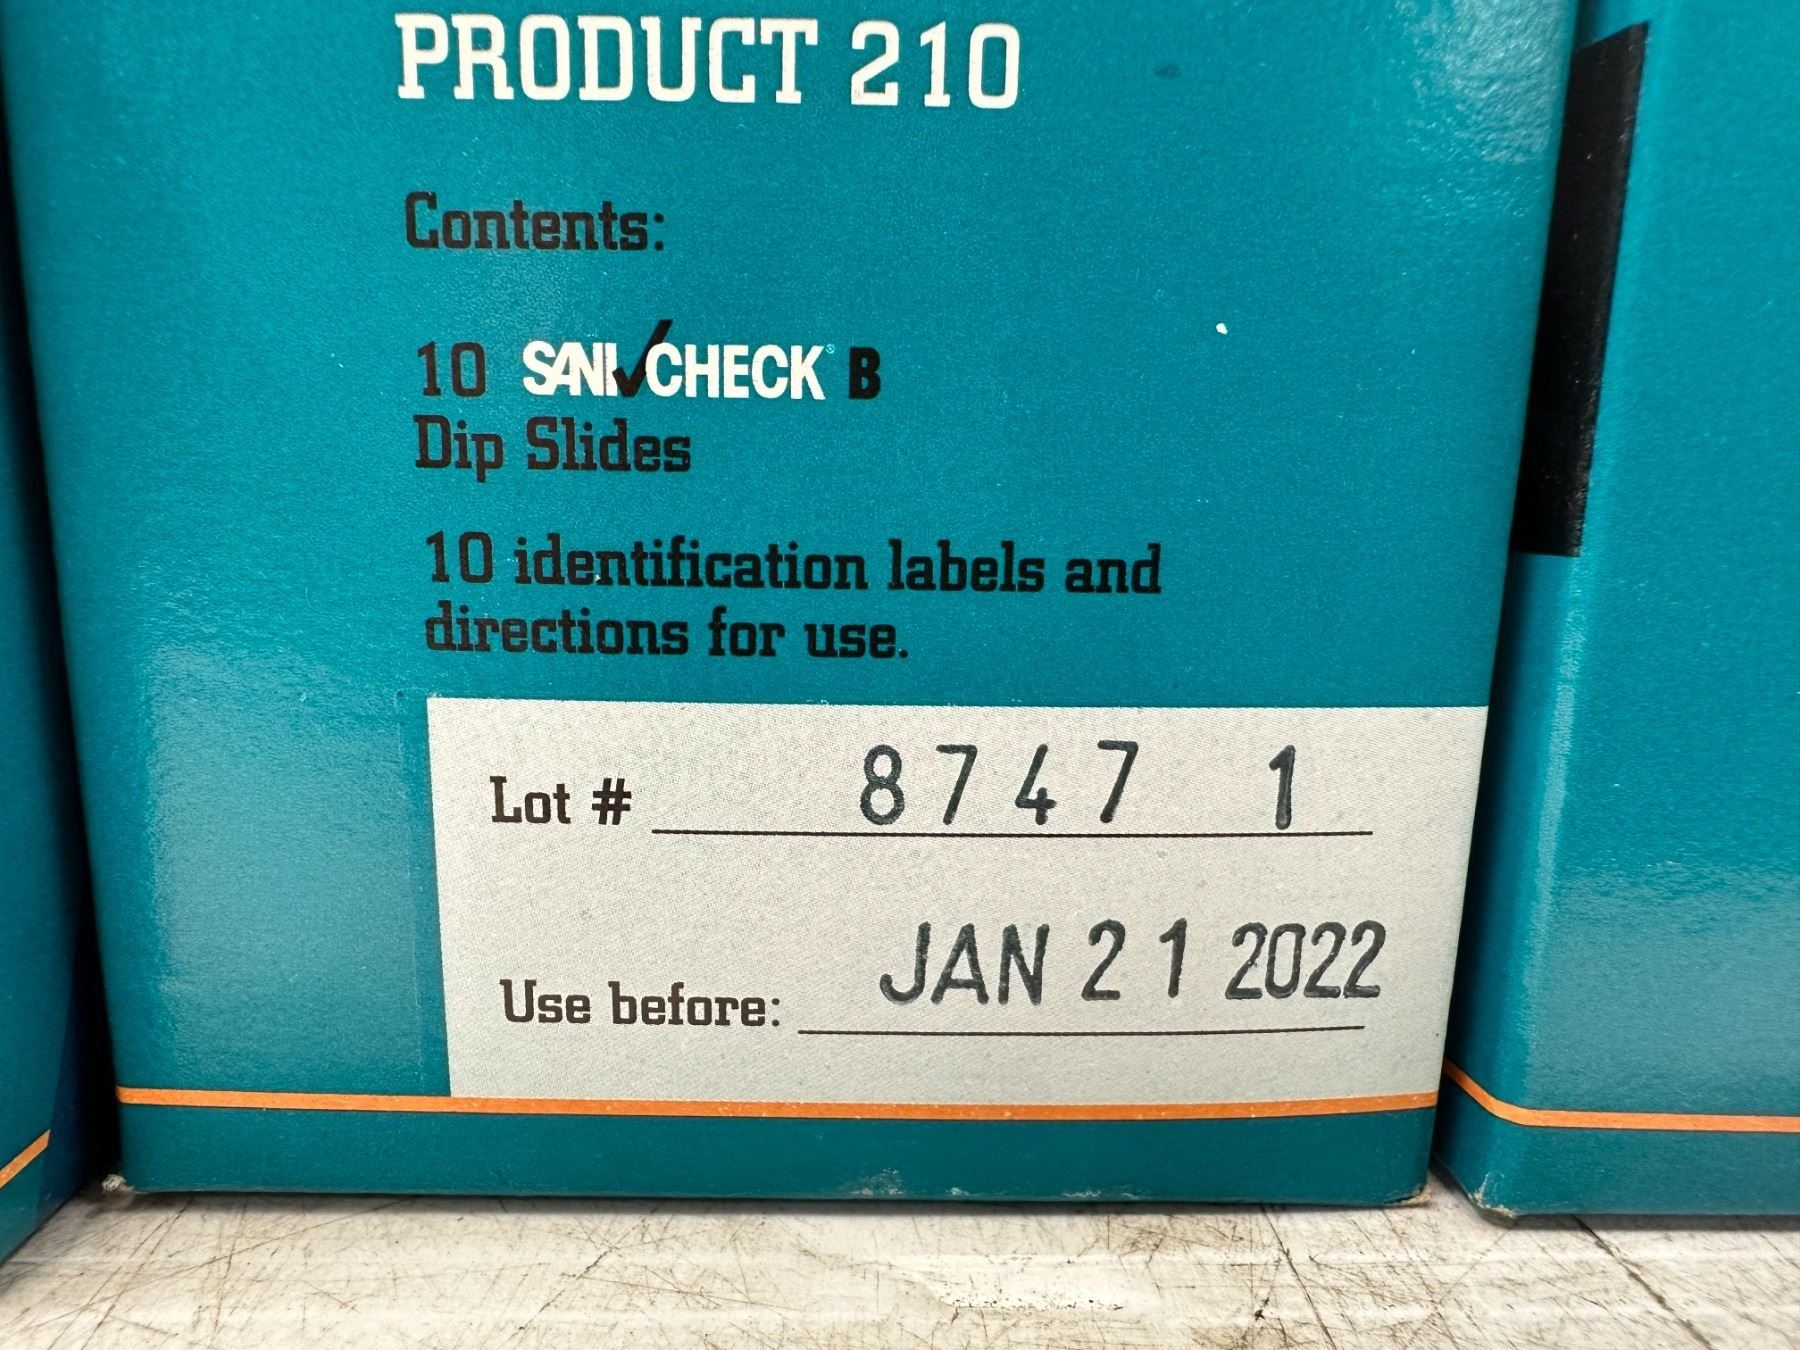 PRODUCT 210
Contents:
10 SANI✓CHECK® B
Dip Slides
10 identification labels and
directions for use.
Lot # 8747 1
Use before: JAN 21 2022